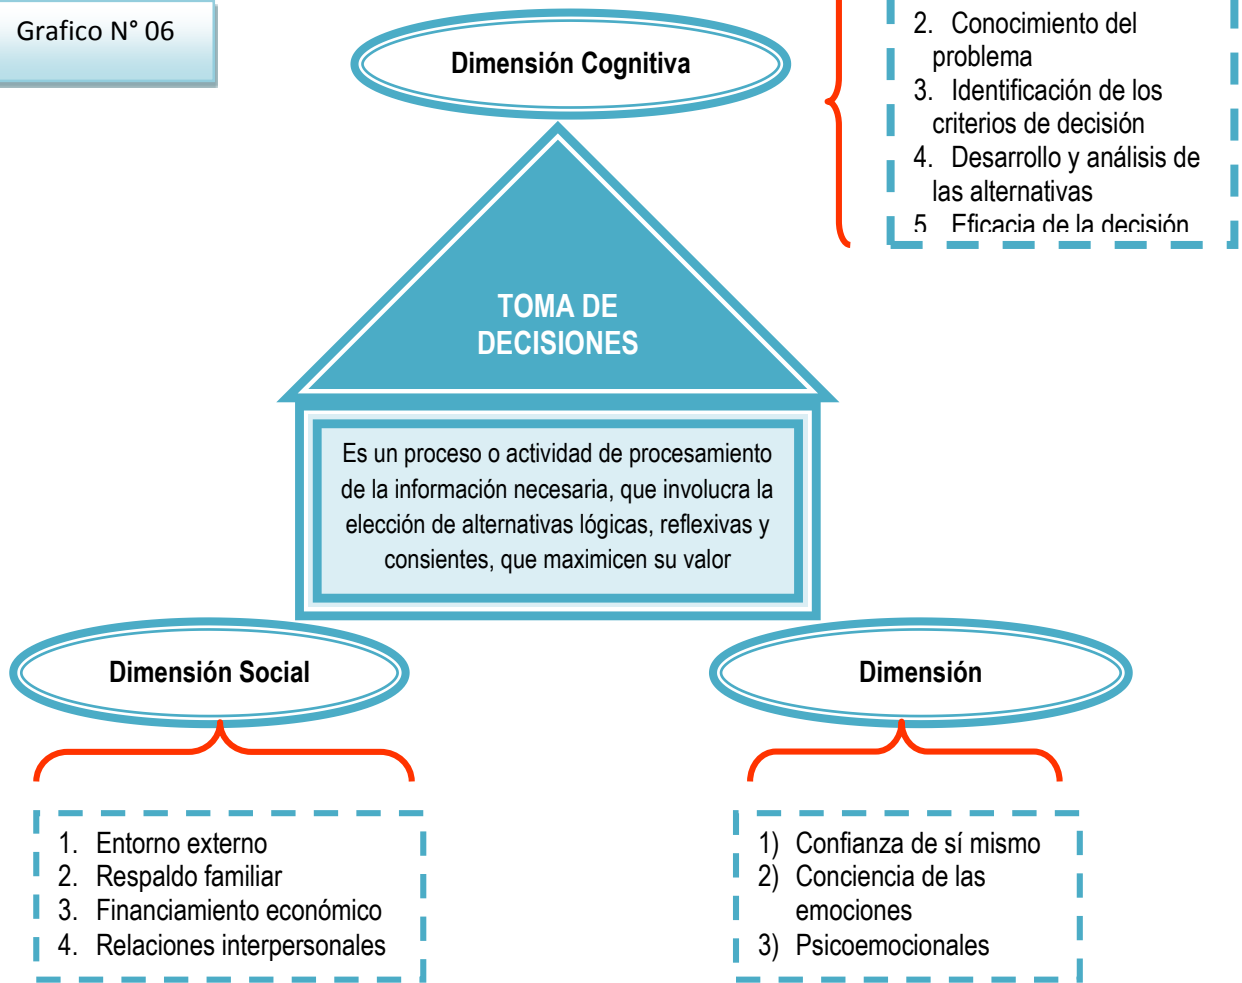 Grafico N° 06
Dimensión Cognitiva
2. Conocimiento del
problema
3. Identificación de los
criterios de decisión
4. Desarrollo y análisis de
las alternativas
5 Eficacia de la decisión
TOMA DE
DECISIONES
Es un proceso o actividad de procesamiento
de la información necesaria, que involucra la
elección de alternativas lógicas, reflexivas y
consientes, que maximicen su valor
Dimensión Social
Dimensión
1. Entorno externo
2. Respaldo familiar
3. Financiamiento económico
4. Relaciones interpersonales
1) Confianza de sí mismo
2) Conciencia de las
emociones
3) Psicoemocionales